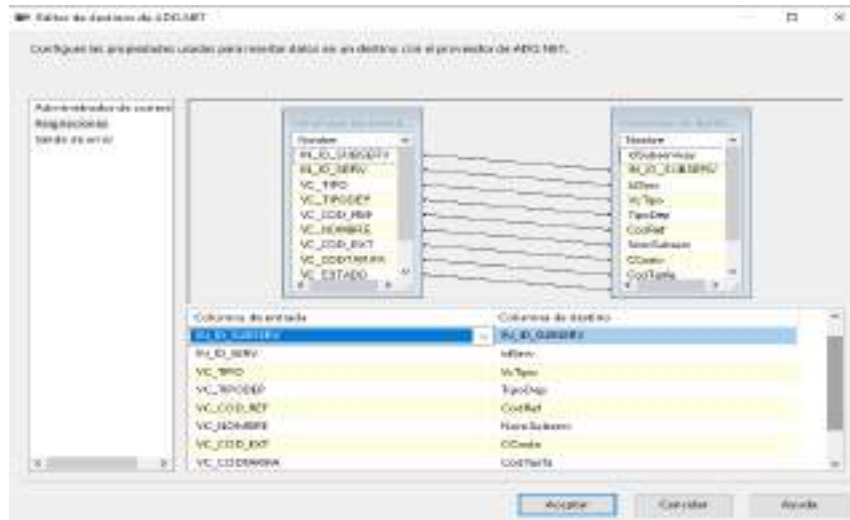 Editor de destinos de ADO.NET
Configure las propiedades usadas para insertar datos en un destino con el proveedor de ADO.NET.
Administrador de conexi
Asignaciones
Salida de error
Nombre
IN_ID_SUBSERV
IN_ID_SERV
VC_TIPO
VC_TIPODEP
VC_COD_REF
VC_NOMBRE
VC_COD_EXT
VC_CODTARIFA
VC_ESTADO
Nombre
IN_ID_SUBSERV
IdServ
VcTipo
TipoDep
CodRef
NomSubserv
CCosto
CodTarifa
Columna de entrada
Columna de destino
IN_ID_SUBSERV
IN_ID_SUBSERV
IN_ID_SERV
IdServ
VC_TIPO
VcTipo
VC_TIPODEP
TipoDep
VC_COD_REF
CodRef
VC_NOMBRE
NomSubserv
VC_COD_EXT
CCosto
VC_CODTARIFA
CodTarifa
Aceptar
Cancelar
Ayuda